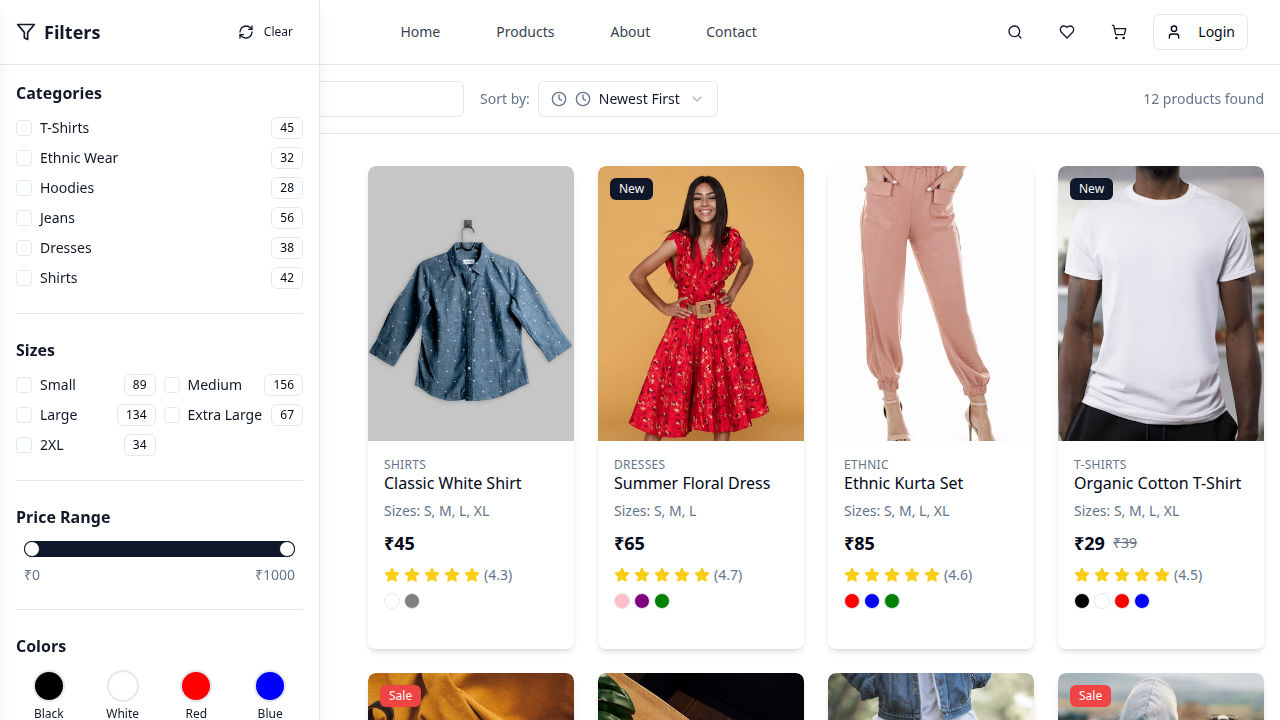 Filters
Clear
Home
Products
About
Contact
Login
Categories
T-Shirts 45
Ethnic Wear 32
Hoodies 28
Jeans 56
Dresses 38
Shirts 42
Sizes
Small 89
Medium 156
Large 134
Extra Large 67
2XL 34
Price Range
₹0 ₹1000
Colors
Black
White
Red
Blue
Sort by:
Newest First
12 products found
SHIRTS
Classic White Shirt
Sizes: S, M, L, XL
₹45
(4.3)
New
DRESSES
Summer Floral Dress
Sizes: S, M, L
₹65
(4.7)
ETHNIC
Ethnic Kurta Set
Sizes: S, M, L, XL
₹85
(4.6)
New
T-SHIRTS
Organic Cotton T-Shirt
Sizes: S, M, L, XL
₹29 ₹39
(4.5)
Sale
Sale